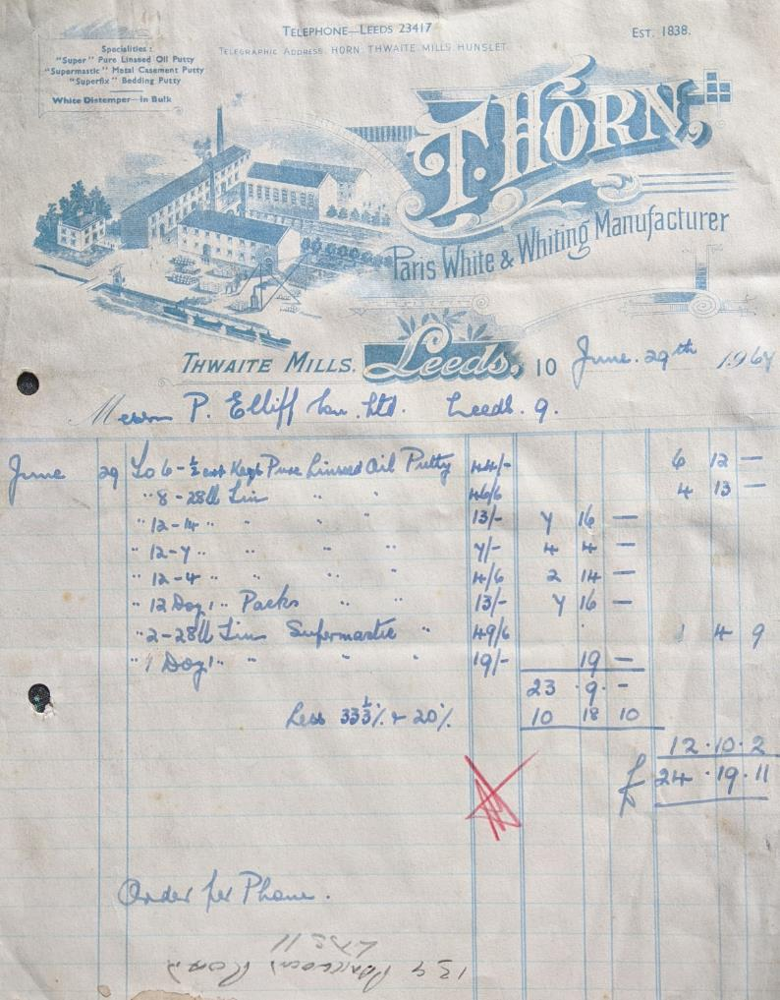 TELEPHONE—LEEDS 23417
EST. 1838.
TELEGRAPHIC ADDRESS. HORN. THWAITE MILLS. HUNSLET.
Specialities :
"Super" Pure Linseed Oil Putty
"Supermastic" Metal Casement Putty
"Superfix" Bedding Putty
White Distemper—in Bulk
T. HORN,
Paris White & Whiting Manufacturer
THWAITE MILLS. Leeds, 10 June. 29th 1964
Messrs P. Elliff Ltd. Leeds. 9.
June 29 To 6 - ½ cwt Kegs Pure Linseed Oil Putty 44/- 6 12 —
" 8 - 28lb Tin " " 46/6 4 13 —
" 12 - 14 " " " " 13/- 7 16 —
" 12 - 7 " " " " 7/- 4 4 —
" 12 - 4 " " " " 4/6 2 14 —
" 12 Doz 1 " Packs " " 13/- 7 16 —
" 2 - 28lb Tin Supermastic " 49/6 1 4 9
" 1 Doz 1 " " " " 19/- 19 —
23 . 9 . -
Less 33⅓% & 20% 10 18 10
12 . 10 . 2
£ 24 . 19 . 11
Order per Phone.
LDS 11
139 Road